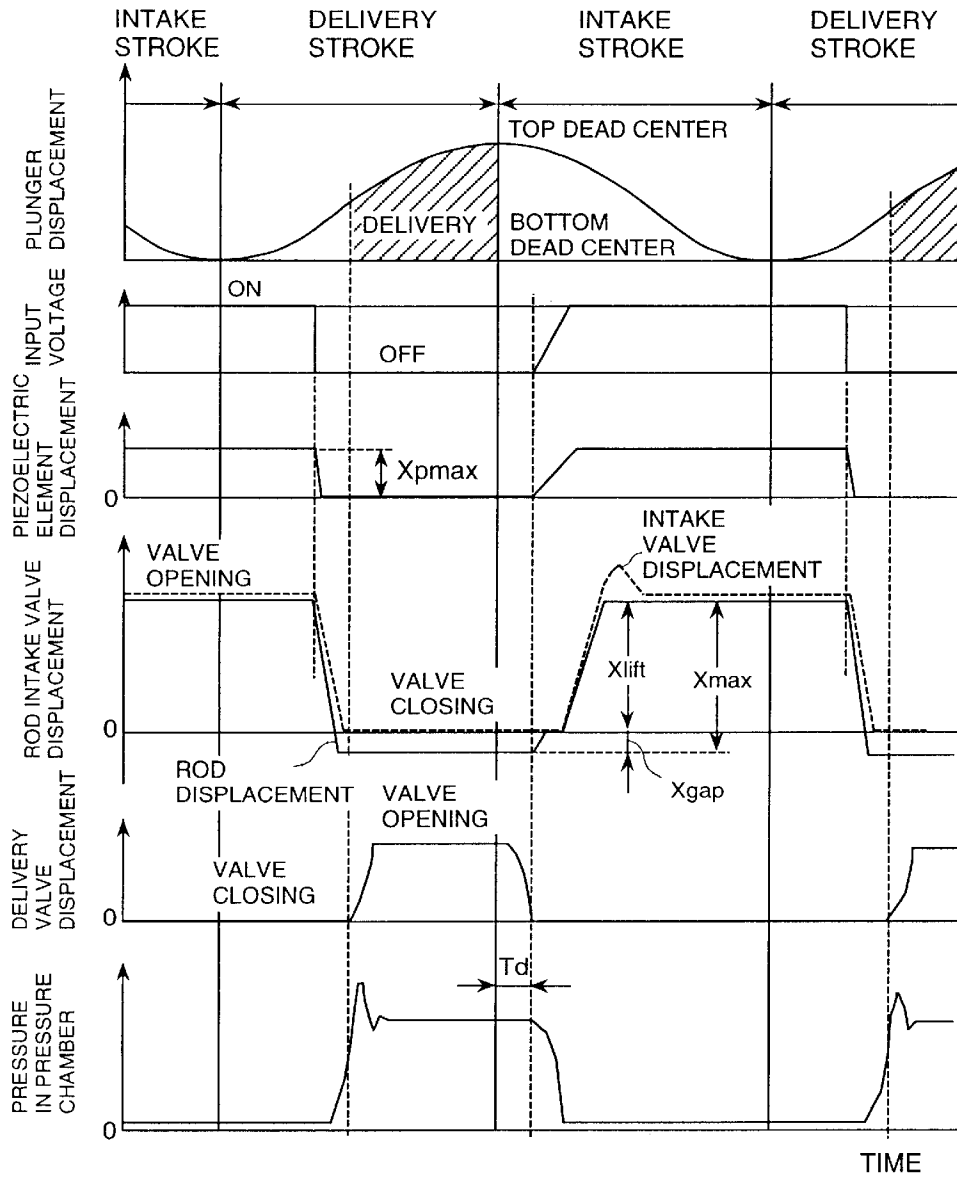 INTAKE
STROKE
DELIVERY
STROKE
INTAKE
STROKE
DELIVERY
STROKE
PLUNGER
DISPLACEMENT
TOP DEAD CENTER
DELIVERY
BOTTOM
DEAD CENTER
INPUT
VOLTAGE
ON
OFF
PIEZOELECTRIC
ELEMENT
DISPLACEMENT
Xpmax
0
ROD INTAKE VALVE
DISPLACEMENT
VALVE
OPENING
INTAKE
VALVE
DISPLACEMENT
Xlift
Xmax
VALVE
CLOSING
0
ROD
DISPLACEMENT
Xgap
DELIVERY
VALVE
DISPLACEMENT
VALVE
OPENING
VALVE
CLOSING
0
Td
PRESSURE
IN PRESSURE
CHAMBER
0
TIME